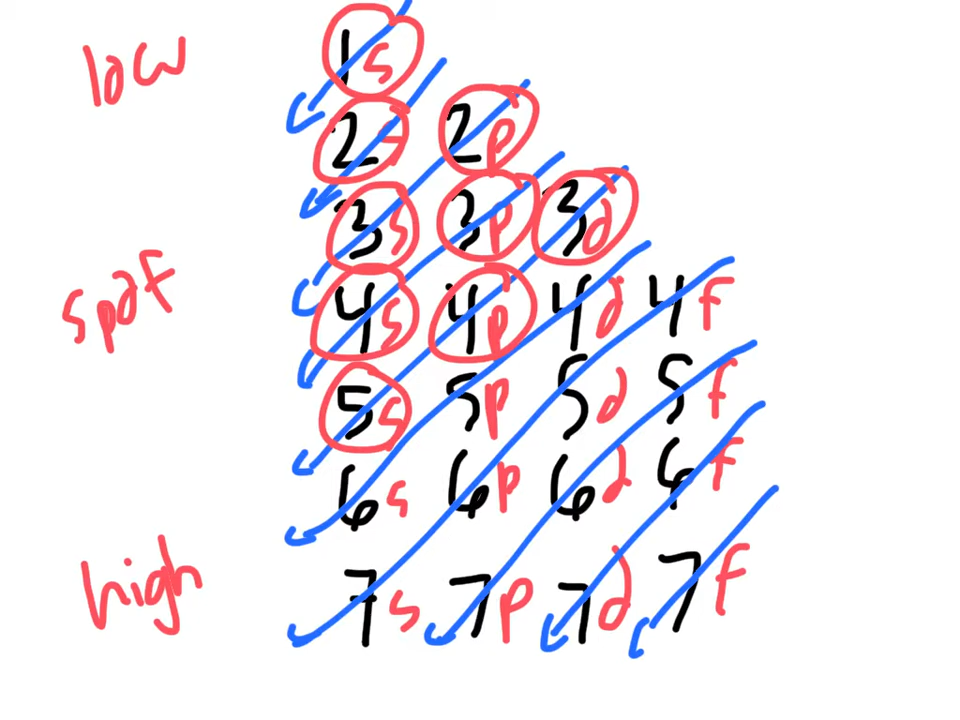 low
1s
2s 2p
3s 3p 3d
spdf
4s 4p 4d 4f
5s 5p 5d 5f
6s 6p 6d 6f
high
7s 7p 7d 7f